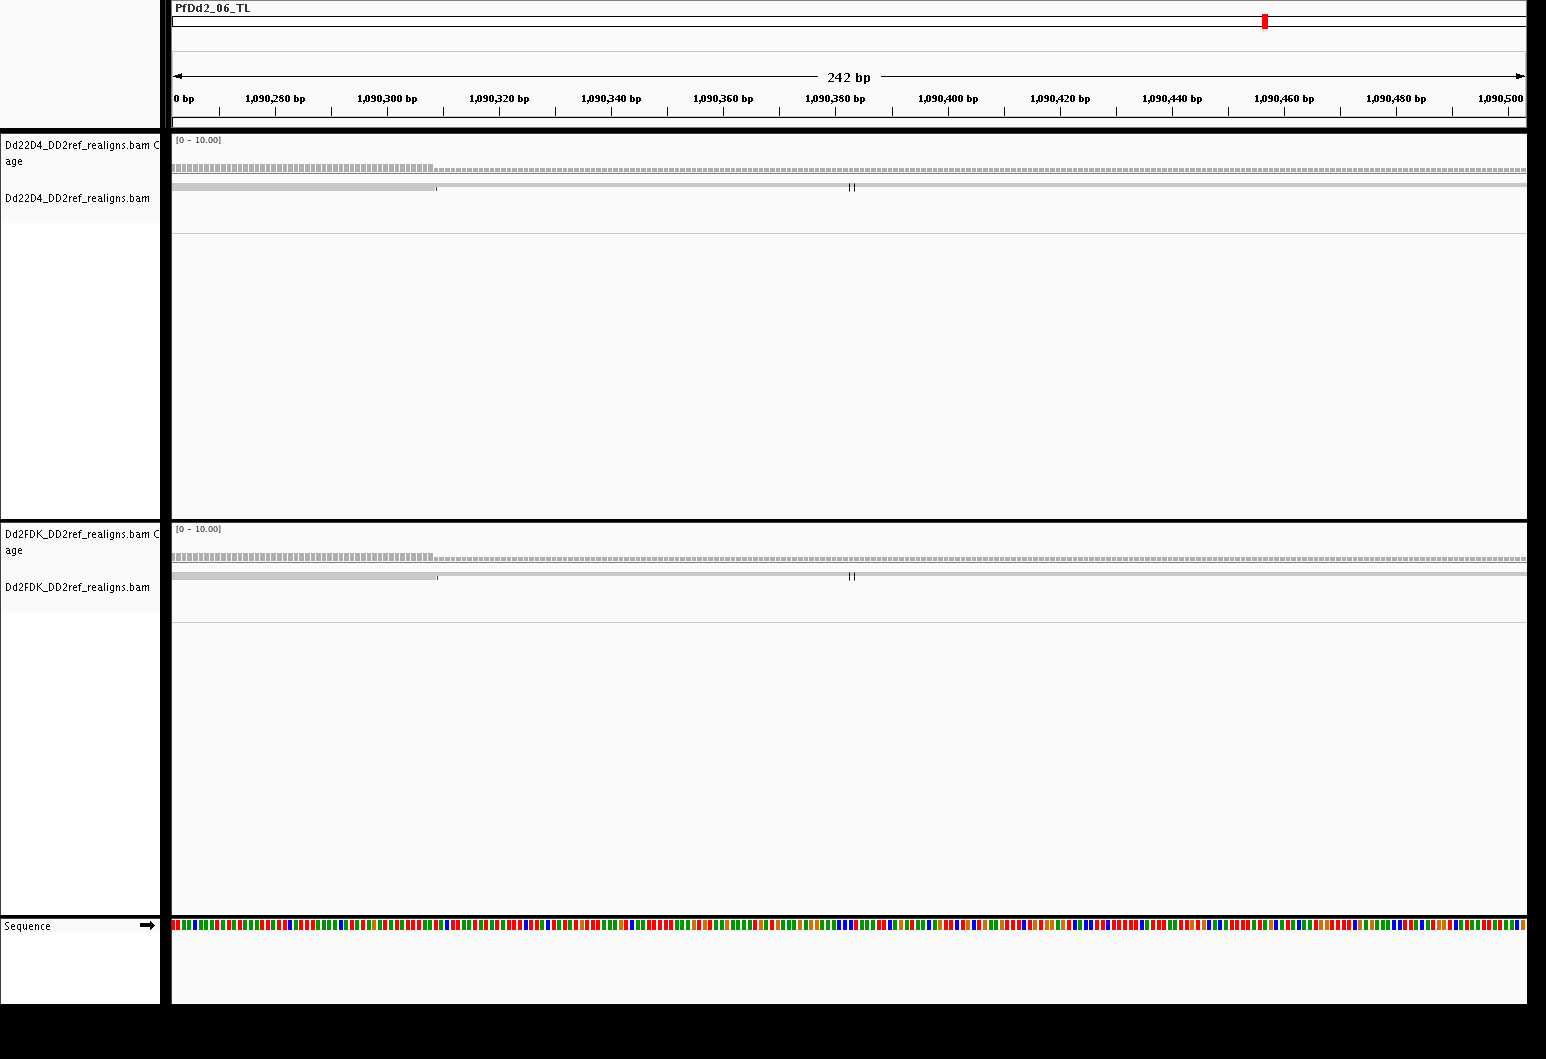 PfDd2_06_TL
242 bp
0 bp 1,090,280 bp 1,090,300 bp 1,090,320 bp 1,090,340 bp 1,090,360 bp 1,090,380 bp 1,090,400 bp 1,090,420 bp 1,090,440 bp 1,090,460 bp 1,090,480 bp 1,090,500
Dd22D4_DD2ref_realigns.bam C
age
[0 - 10.00]
Dd22D4_DD2ref_realigns.bam
Dd2FDK_DD2ref_realigns.bam C
age
[0 - 10.00]
Dd2FDK_DD2ref_realigns.bam
Sequence